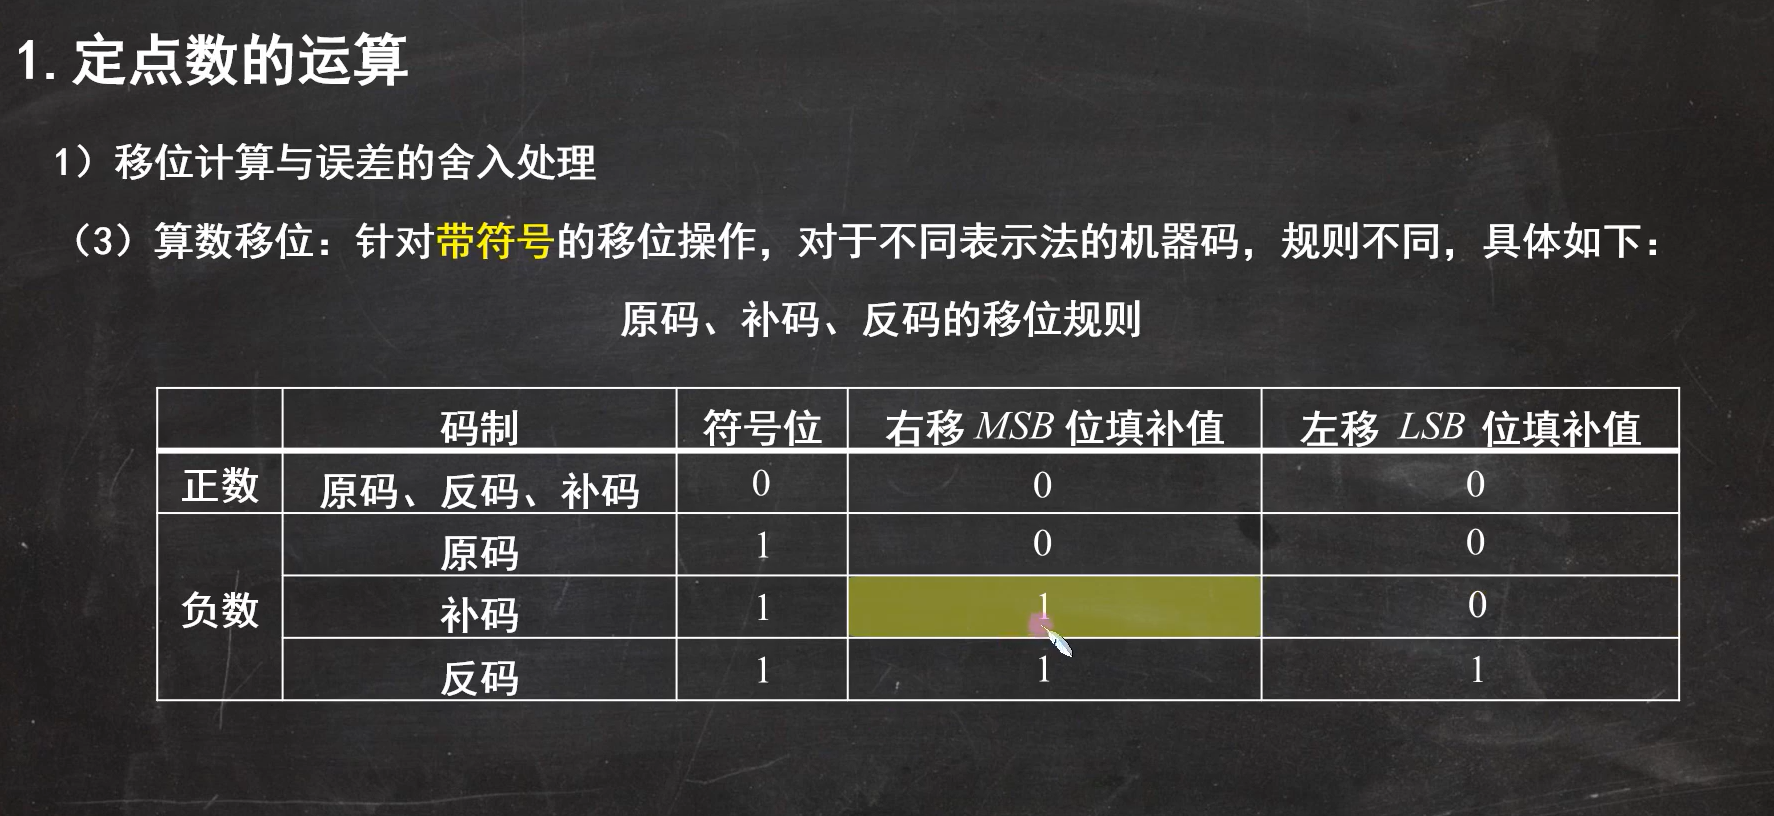 1.定点数的运算
1）移位计算与误差的舍入处理
（3）算数移位：针对带符号的移位操作，对于不同表示法的机器码，规则不同，具体如下：
原码、补码、反码的移位规则
码制 符号位 右移 MSB 位填补值 左移 LSB 位填补值
正数 原码、反码、补码 0 0 0
原码 1 0 0
负数 补码 1 1 0
反码 1 1 1